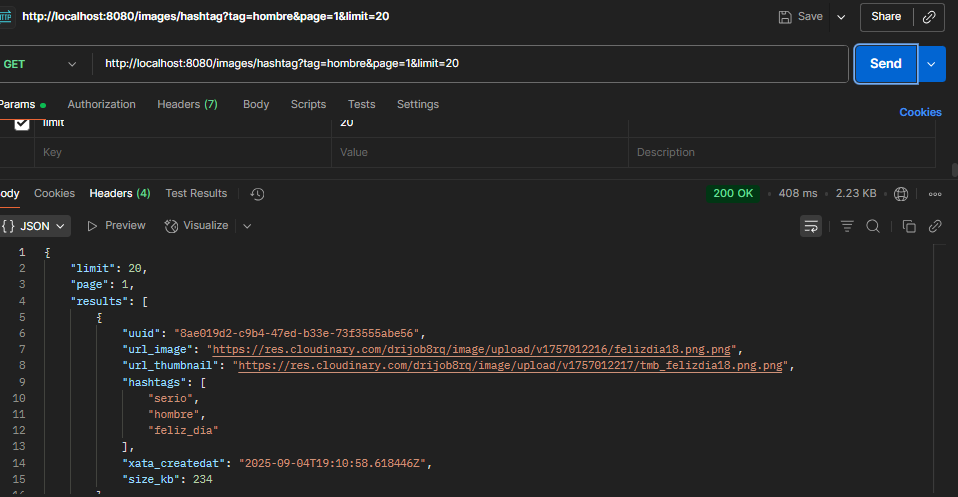 HTTP http://localhost:8080/images/hashtag?tag=hombre&page=1&limit=20 Save Share
GET http://localhost:8080/images/hashtag?tag=hombre&page=1&limit=20 Send
Params Authorization Headers (7) Body Scripts Tests Settings Cookies
limit 20
Key Value Description
ody Cookies Headers (4) Test Results 200 OK 408 ms 2.23 KB
{} JSON Preview Visualize
1 {
2 "limit": 20,
3 "page": 1,
4 "results": [
5 {
6 "uuid": "8ae019d2-c9b4-47ed-b33e-73f3555abe56",
7 "url_image": "https://res.cloudinary.com/drijob8rq/image/upload/v1757012216/felizdia18.png.png",
8 "url_thumbnail": "https://res.cloudinary.com/drijob8rq/image/upload/v1757012217/tmb_felizdia18.png.png",
9 "hashtags": [
10 "serio",
11 "hombre",
12 "feliz_dia"
13 ],
14 "xata_createdat": "2025-09-04T19:10:58.618446Z",
15 "size_kb": 234